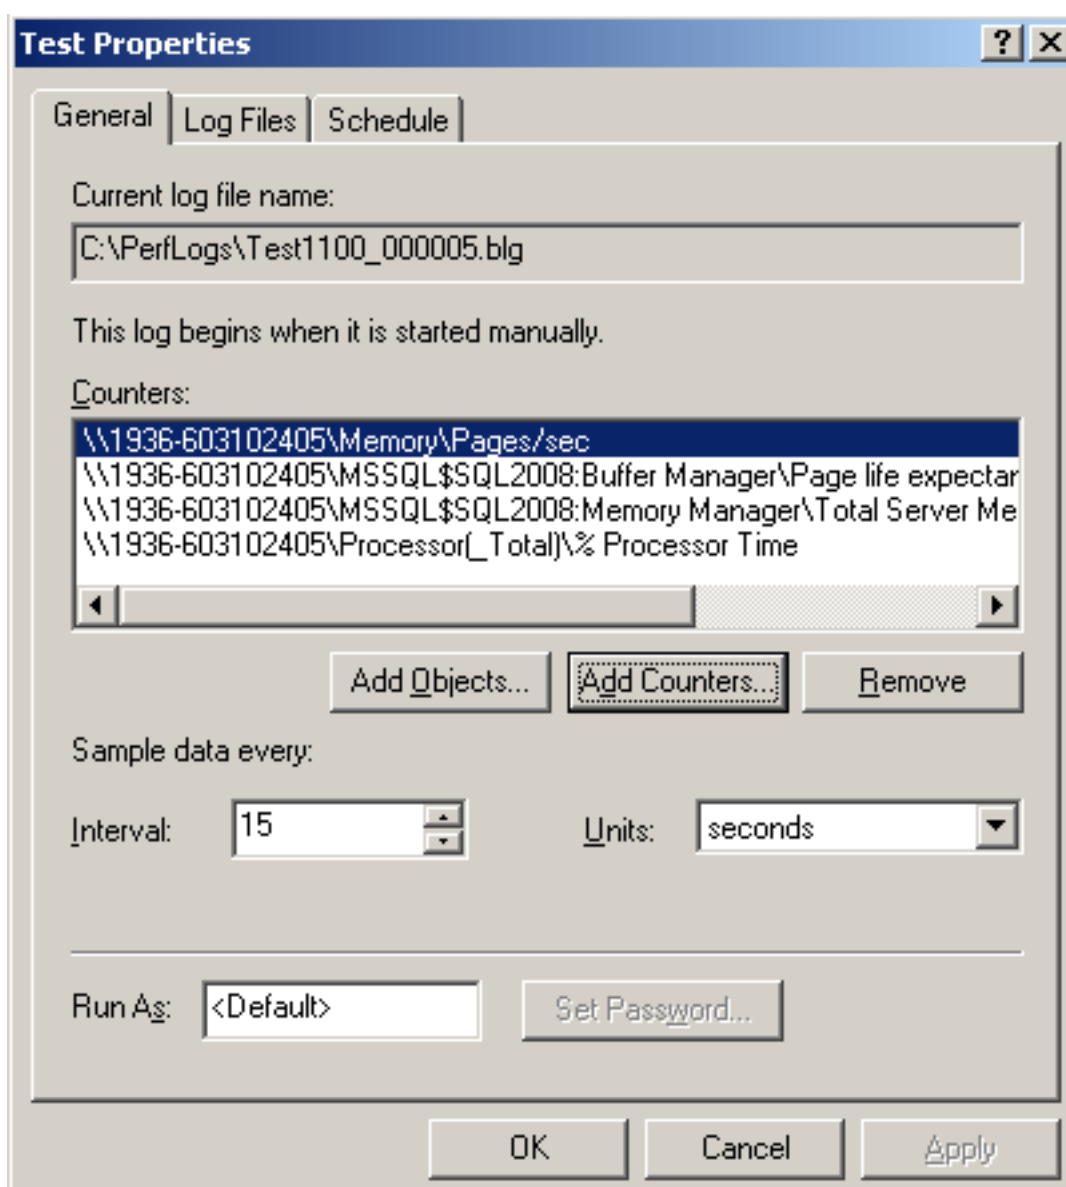 Test Properties
General Log Files Schedule
Current log file name:
C:\PerfLogs\Test1100_000005.blg
This log begins when it is started manually.
Counters:
\\1936-603102405\Memory\Pages/sec
\\1936-603102405\MSSQL$SQL2008:Buffer Manager\Page life expectan
\\1936-603102405\MSSQL$SQL2008:Memory Manager\Total Server Me
\\1936-603102405\Processor(_Total)\% Processor Time
Add Objects... Add Counters... Remove
Sample data every:
Interval: 15 Units: seconds
Run As: <Default> Set Password...
OK Cancel Apply